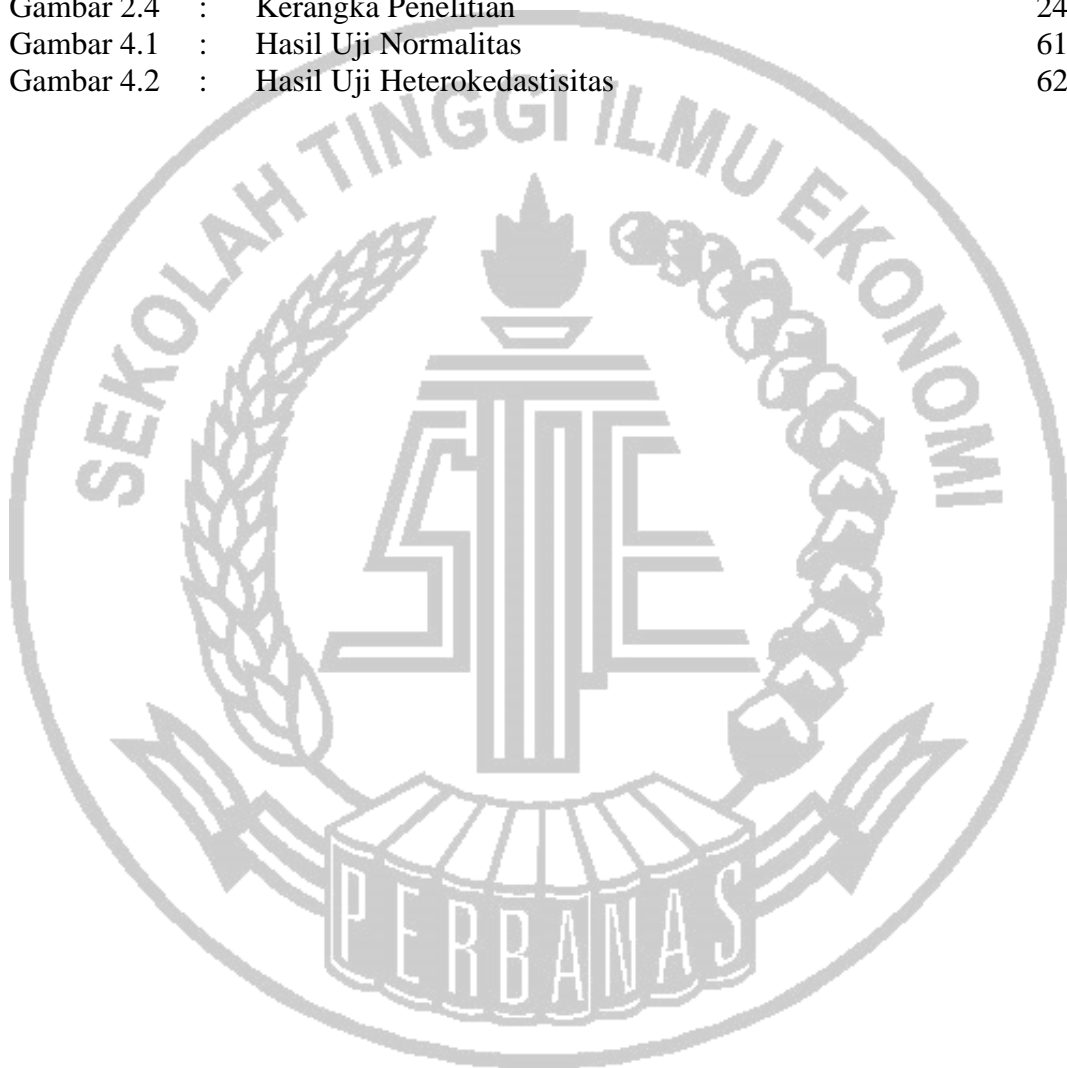 Gambar 2.4 : Kerangka Penelitian 24
Gambar 4.1 : Hasil Uji Normalitas 61
Gambar 4.2 : Hasil Uji Heterokedastisitas 62
SEKOLAH TINGGI ILMU EKONOMI
STIE
PERBANAS